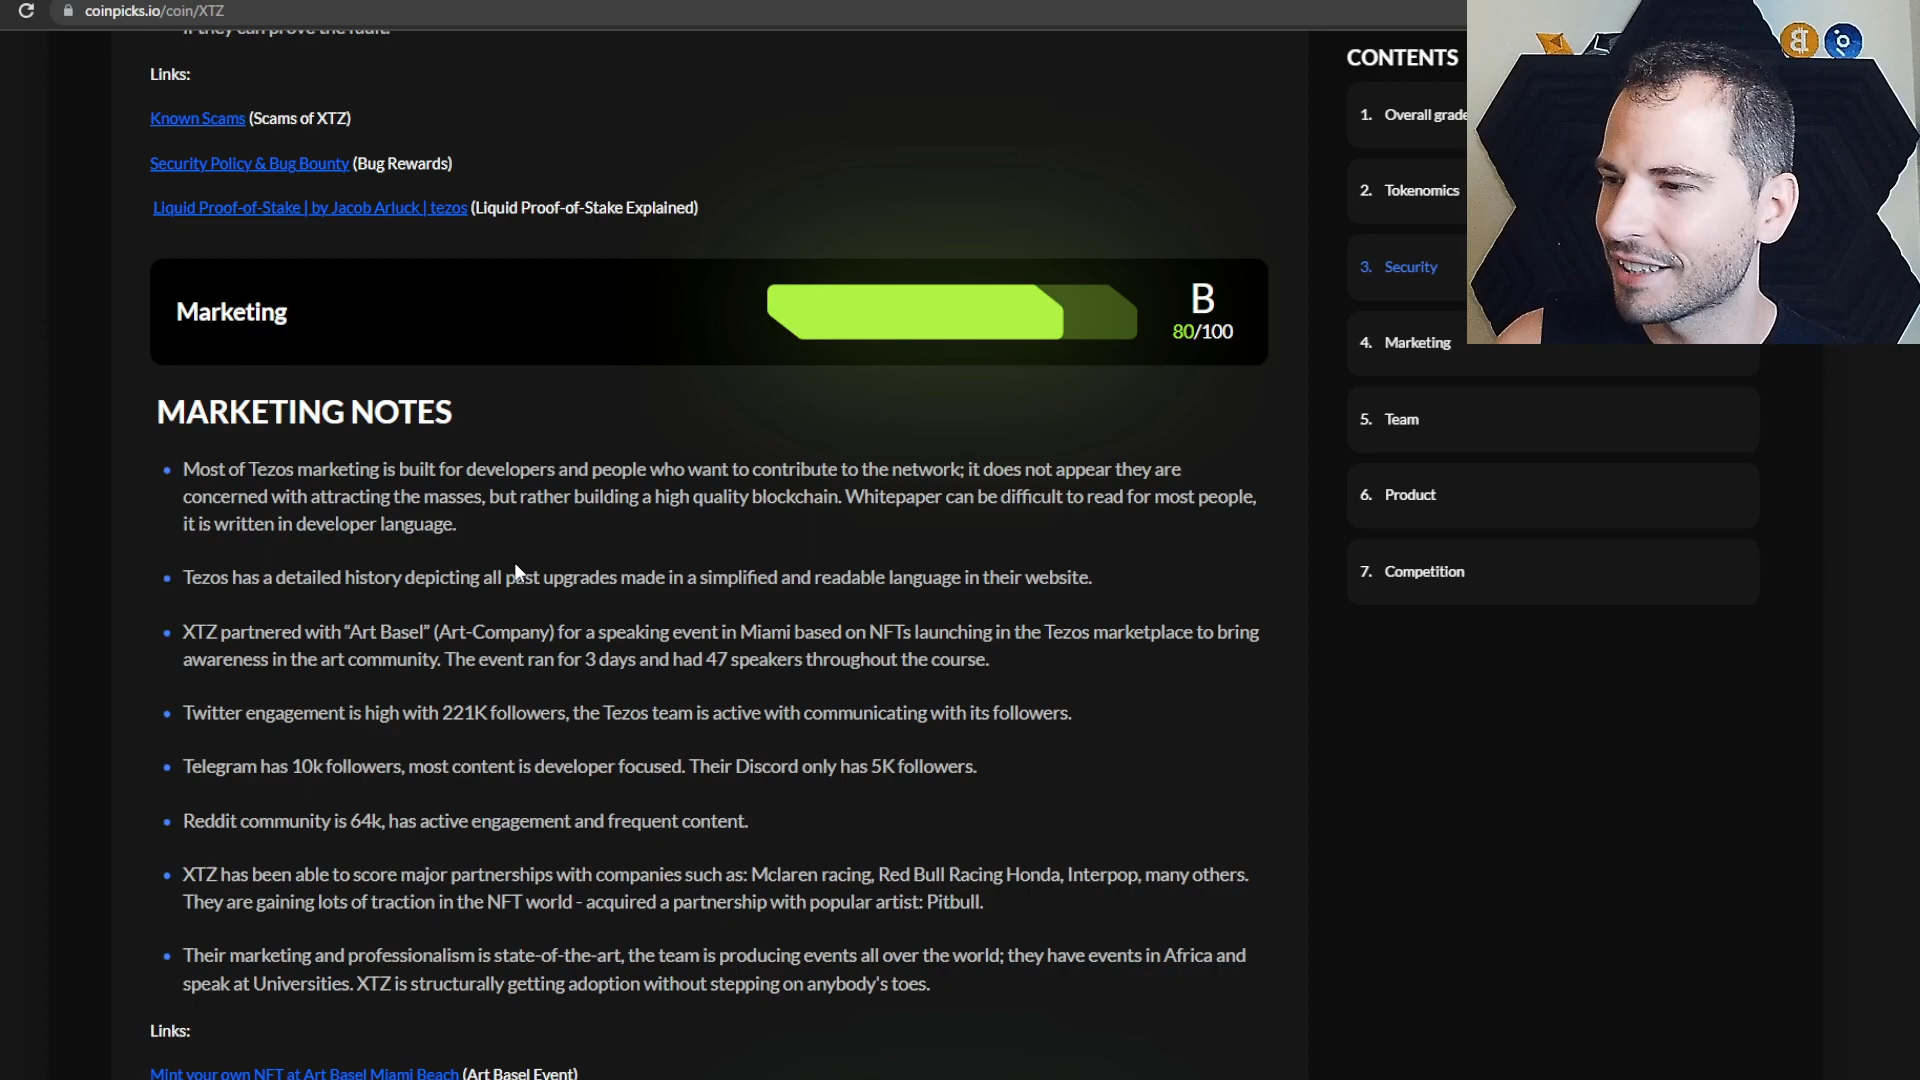 coinpicks.io/coin/XTZ
if they can prove the fault.
Links:
Known Scams (Scams of XTZ)
Security Policy & Bug Bounty (Bug Rewards)
Liquid Proof-of-Stake | by Jacob Arluck | tezos (Liquid Proof-of-Stake Explained)
Marketing
B
80/100
MARKETING NOTES
Most of Tezos marketing is built for developers and people who want to contribute to the network; it does not appear they are
concerned with attracting the masses, but rather building a high quality blockchain. Whitepaper can be difficult to read for most people,
it is written in developer language.
Tezos has a detailed history depicting all past upgrades made in a simplified and readable language in their website.
XTZ partnered with “Art Basel” (Art-Company) for a speaking event in Miami based on NFTs launching in the Tezos marketplace to bring
awareness in the art community. The event ran for 3 days and had 47 speakers throughout the course.
Twitter engagement is high with 221K followers, the Tezos team is active with communicating with its followers.
Telegram has 10k followers, most content is developer focused. Their Discord only has 5K followers.
Reddit community is 64k, has active engagement and frequent content.
XTZ has been able to score major partnerships with companies such as: Mclaren racing, Red Bull Racing Honda, Interpop, many others.
They are gaining lots of traction in the NFT world - acquired a partnership with popular artist: Pitbull.
Their marketing and professionalism is state-of-the-art, the team is producing events all over the world; they have events in Africa and
speak at Universities. XTZ is structurally getting adoption without stepping on anybody's toes.
Links:
Mint your own NFT at Art Basel Miami Beach (Art Basel Event)
CONTENTS
1. Overall grade
2. Tokenomics
3. Security
4. Marketing
5. Team
6. Product
7. Competition